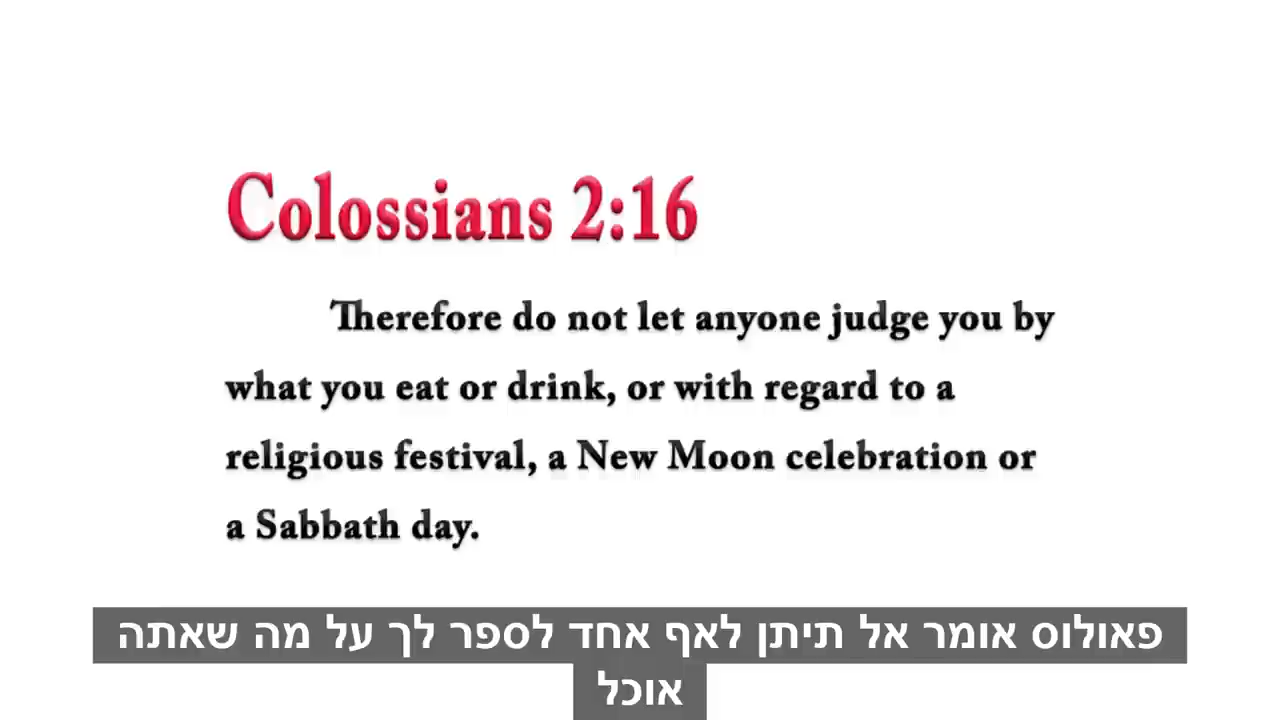 Colossians 2:16
Therefore do not let anyone judge you by
what you eat or drink, or with regard to a
religious festival, a New Moon celebration or
a Sabbath day.
פאולוס אומר אל תיתן לאף אחד לספר לך על מה שאתה
אוכל